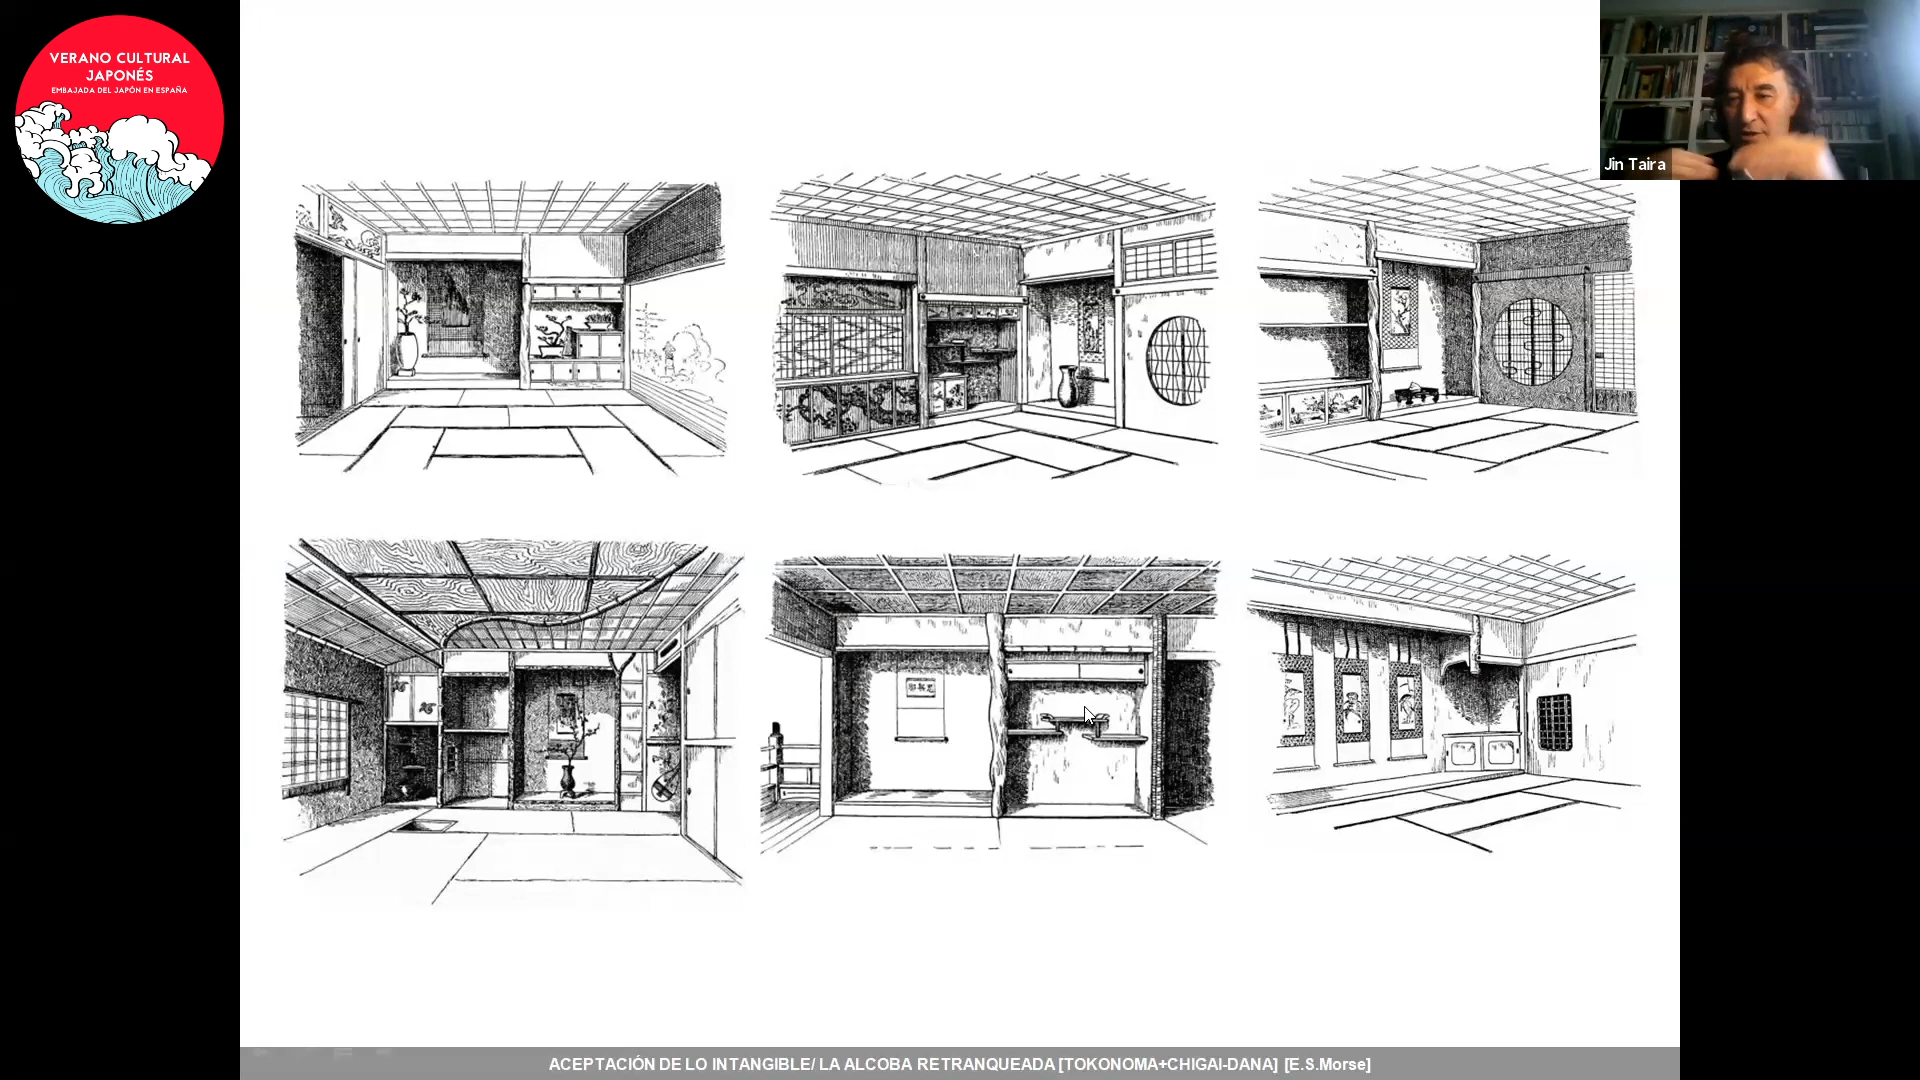 VERANO CULTURAL
JAPONÉS
EMBAJADA DEL JAPÓN EN ESPAÑA
Jin Taira
ACEPTACIÓN DE LO INTANGIBLE/ LA ALCOBA RETRANQUEADA [TOKONOMA+CHIGAI-DANA] [E.S.Morse]